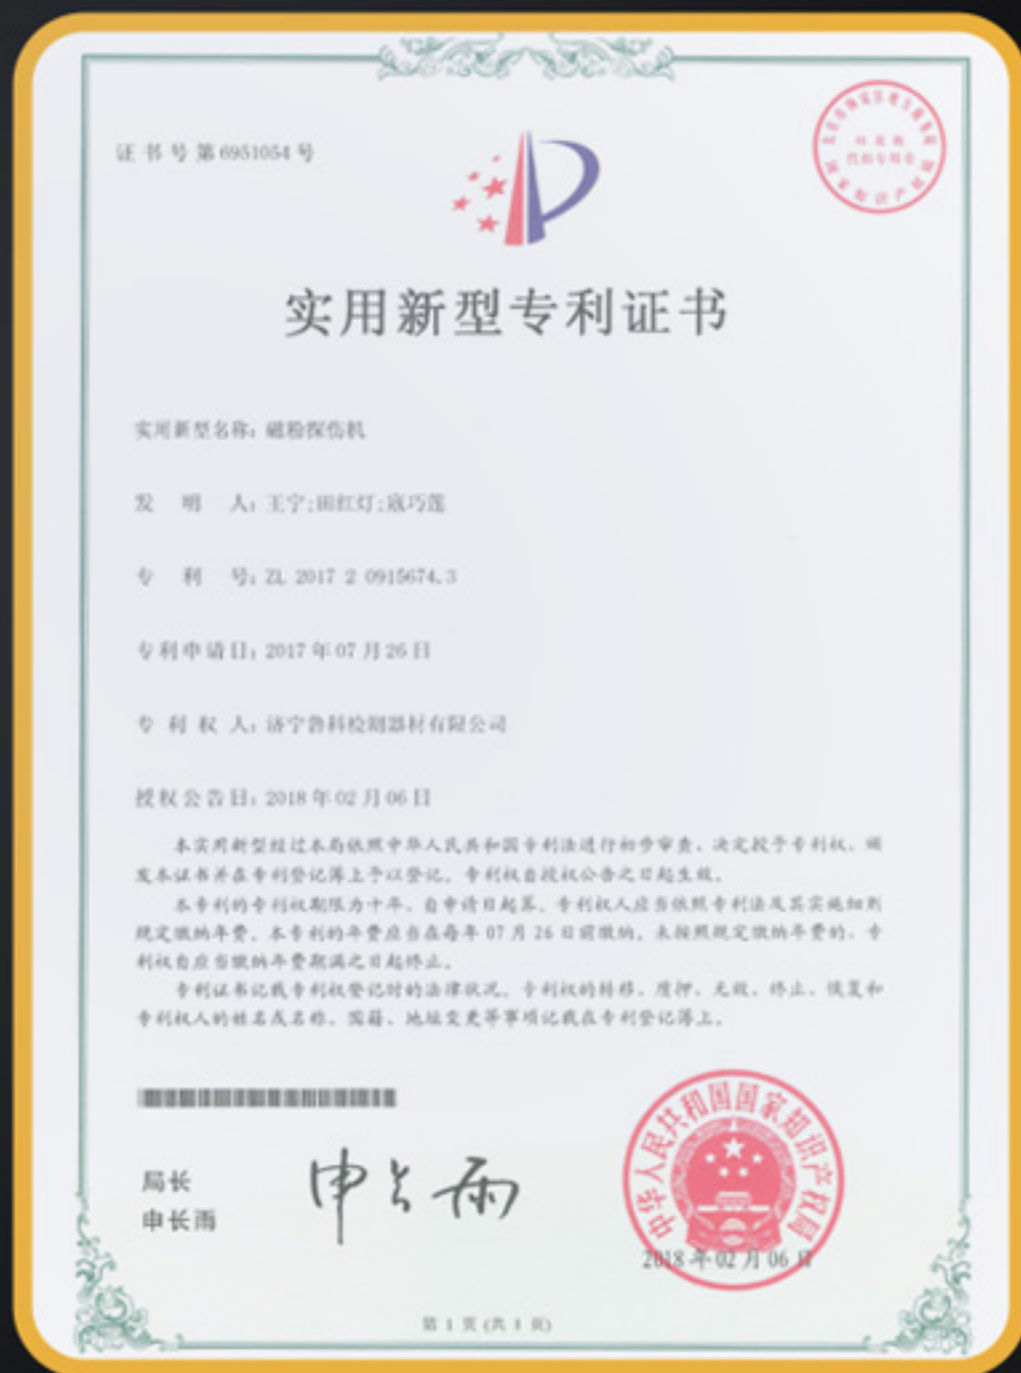 证书号第6951054号
实用新型专利证书
实用新型名称：磁粉探伤机
发明人：王宁;田红灯;寇巧莲
专利号：ZL 2017 2 0915674.3
专利申请日：2017年07月26日
专利权人：济宁鲁科检测器材有限公司
授权公告日：2018年02月06日
本实用新型经过本局依照中华人民共和国专利法进行初步审查，决定授予专利权，颁
发本证书并在专利登记簿上予以登记。专利权自授权公告之日起生效。
本专利的专利权期限为十年，自申请日起算。专利权人应当依照专利法及其实施细则
规定缴纳年费。本专利的年费应当在每年07月26日前缴纳。未按照规定缴纳年费的，专
利权自应当缴纳年费期满之日起终止。
专利证书记载专利权登记时的法律状况。专利权的转移、质押、无效、终止、恢复和
专利权人的姓名或名称、国籍、地址变更等事项记载在专利登记簿上。
局长
申长雨
申长雨
中华人民共和国国家知识产权局
2018年02月06日
第1页(共1页)